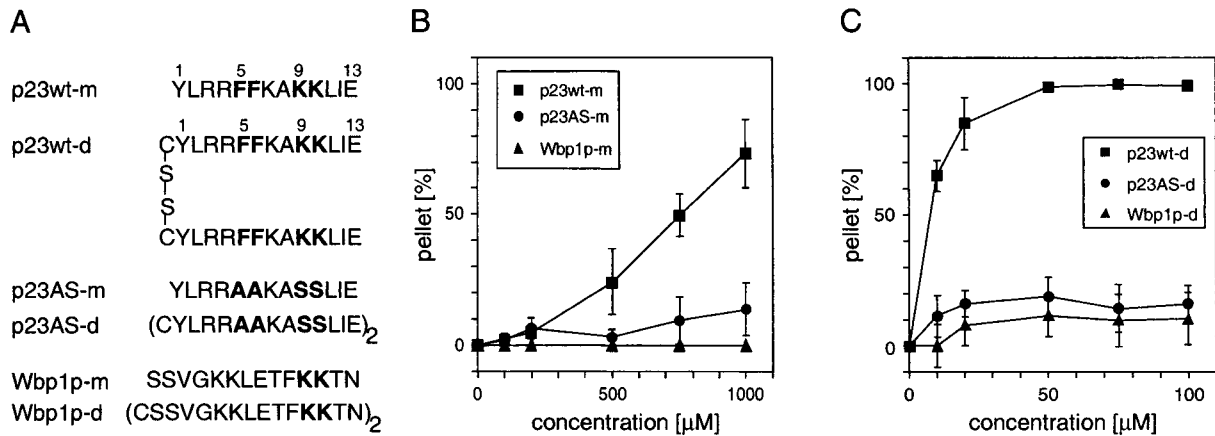 A
1 5 9 13
p23wt-m YLRRFFKAKKLIE
1 5 9 13
p23wt-d CYLRRFFKAKKLIE
S
S
CYLRRFFKAKKLIE
p23AS-m YLRRAAKASSLIE
p23AS-d (CYLRRAAKASSLIE)2
Wbp1p-m SSVGKKLETFKKTN
Wbp1p-d (CSSVGKKLETFKKTN)2
B
100
50
0
pellet [%]
p23wt-m
p23AS-m
Wbp1p-m
0 500 1000
concentration [µM]
C
100
50
0
pellet [%]
p23wt-d
p23AS-d
Wbp1p-d
0 50 100
concentration [µM]